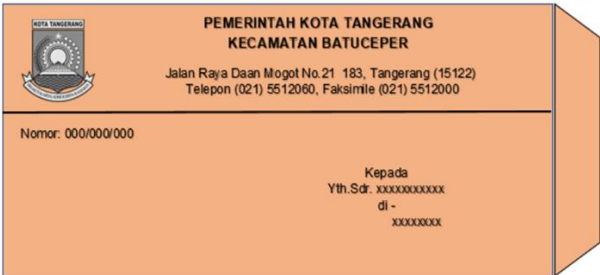 KOTA TANGERANG
PEMERINTAH KOTA TANGERANG
KECAMATAN BATUCEPER
Jalan Raya Daan Mogot No.21 183, Tangerang (15122)
Telepon (021) 5512060, Faksimile (021) 5512000
Nomor: 000/000/000
Kepada
Yth.Sdr. xxxxxxxxxxx
di -
xxxxxxxx